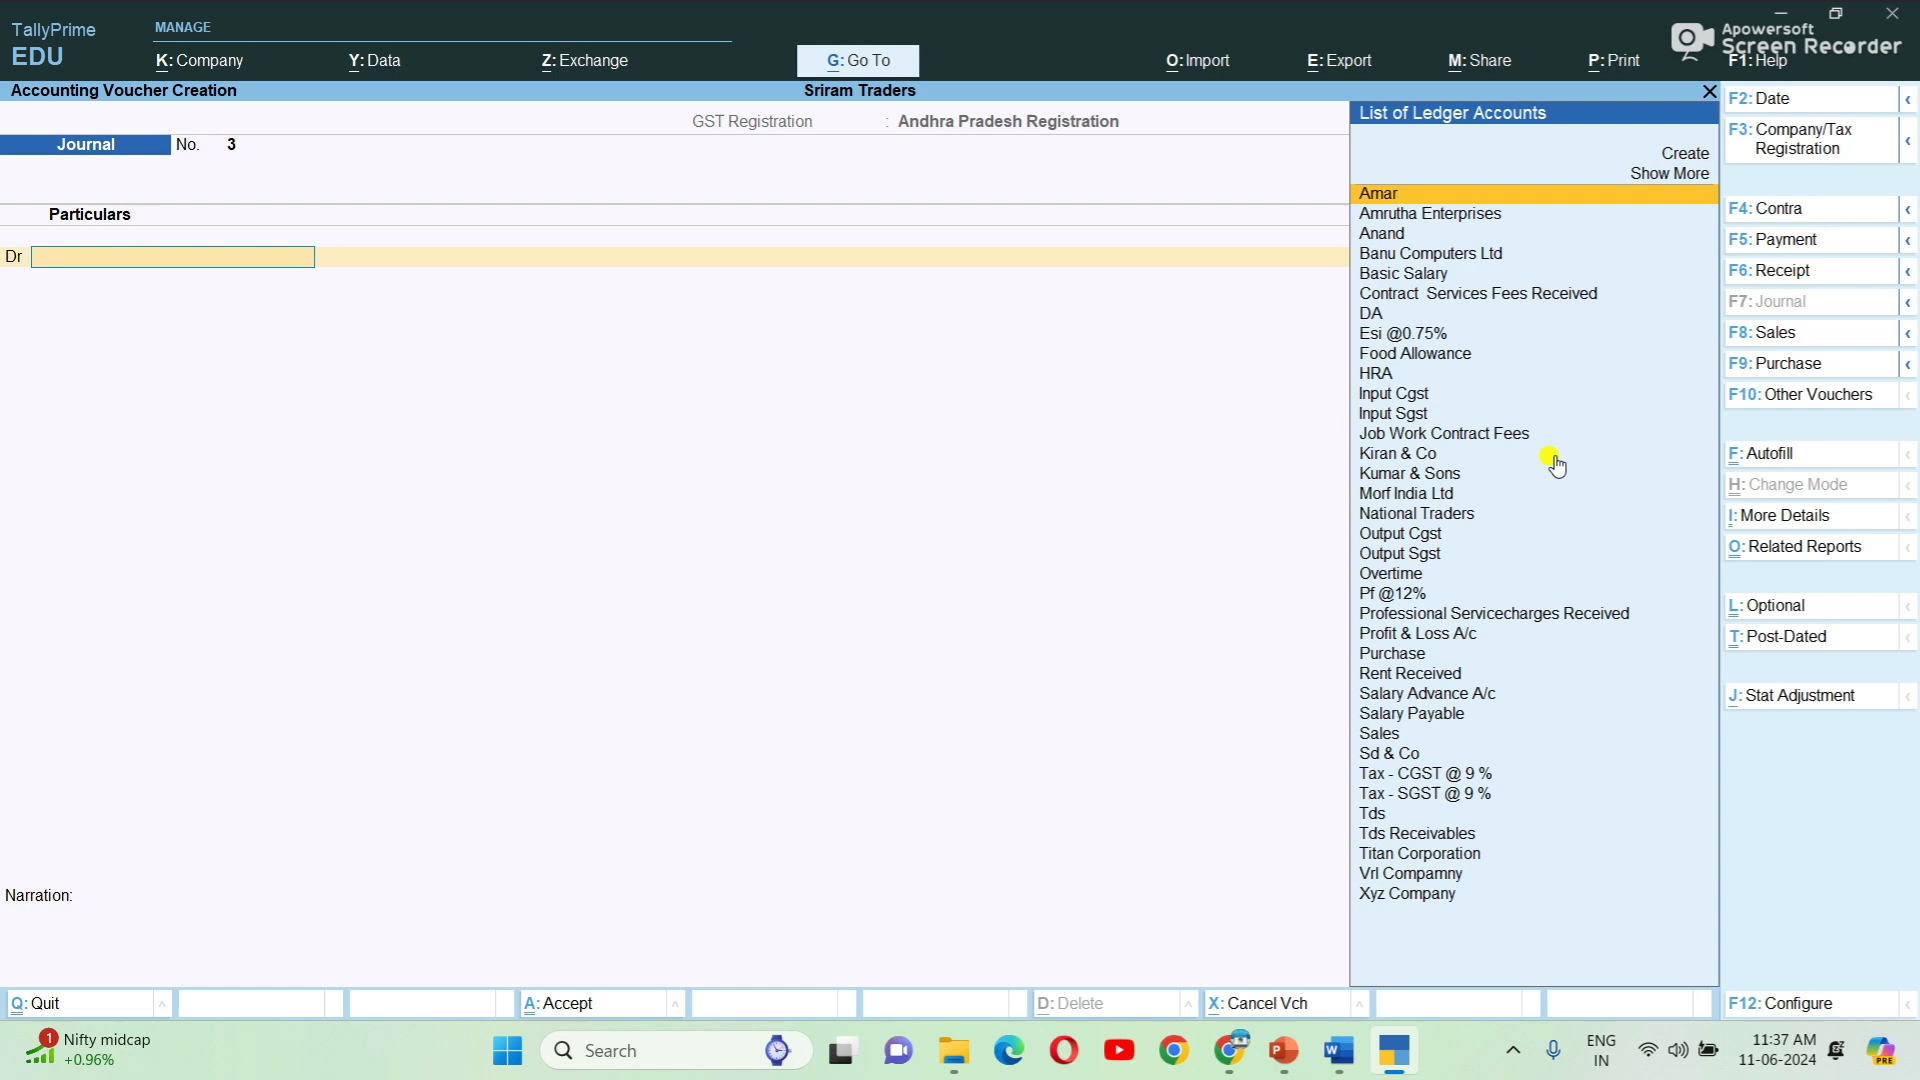 TallyPrime
EDU
MANAGE
K: Company
Y: Data
Z: Exchange
G: Go To
O: Import
E: Export
M: Share
P: Print
F1: Help
Apowersoft
Screen Recorder
Accounting Voucher Creation
Sriram Traders
GST Registration : Andhra Pradesh Registration
Journal No. 3
Particulars
Dr
Narration:
List of Ledger Accounts
Create
Show More
Amar
Amrutha Enterprises
Anand
Banu Computers Ltd
Basic Salary
Contract Services Fees Received
DA
Esi @0.75%
Food Allowance
HRA
Input Cgst
Input Sgst
Job Work Contract Fees
Kiran & Co
Kumar & Sons
Morf India Ltd
National Traders
Output Cgst
Output Sgst
Overtime
Pf @12%
Professional Servicecharges Received
Profit & Loss A/c
Purchase
Rent Received
Salary Advance A/c
Salary Payable
Sales
Sd & Co
Tax - CGST @ 9 %
Tax - SGST @ 9 %
Tds
Tds Receivables
Titan Corporation
Vrl Compamny
Xyz Company
F2: Date
F3: Company/Tax
Registration
F4: Contra
F5: Payment
F6: Receipt
F7: Journal
F8: Sales
F9: Purchase
F10: Other Vouchers
F: Autofill
H: Change Mode
I: More Details
O: Related Reports
L: Optional
T: Post-Dated
J: Stat Adjustment
Q: Quit
A: Accept
D: Delete
X: Cancel Vch
F12: Configure
1
Nifty midcap
+0.96%
Search
ENG
IN
11:37 AM
11-06-2024
PRE